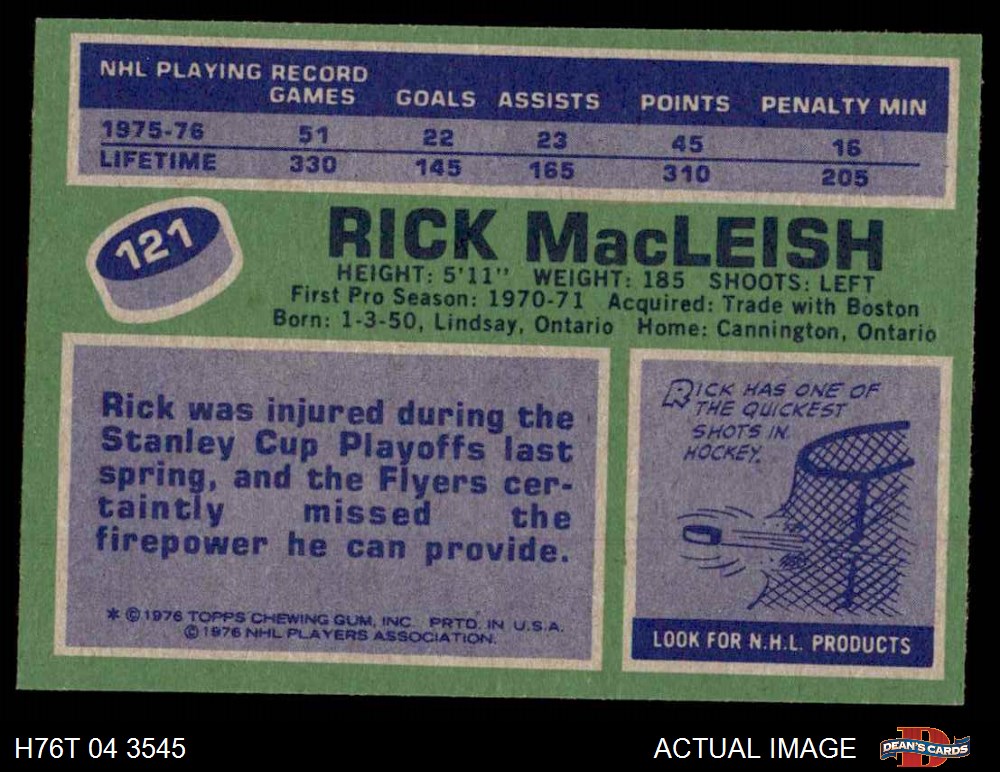 NHL PLAYING RECORD
GAMES GOALS ASSISTS POINTS PENALTY MIN
1975-76 51 22 23 45 16
LIFETIME 330 145 165 310 205
121
RICK MacLEISH
HEIGHT: 5'11" WEIGHT: 185 SHOOTS: LEFT
First Pro Season: 1970-71 Acquired: Trade with Boston
Born: 1-3-50, Lindsay, Ontario Home: Cannington, Ontario
Rick was injured during the
Stanley Cup Playoffs last
spring, and the Flyers cer-
taintly missed the
firepower he can provide.
* © 1976 TOPPS CHEWING GUM, INC. PRTD. IN U.S.A.
© 1976 NHL PLAYERS ASSOCIATION.
RICK HAS ONE OF
THE QUICKEST
SHOTS IN
HOCKEY.
LOOK FOR N.H.L. PRODUCTS
H76T 04 3545
ACTUAL IMAGE
D
DEAN'S CARDS